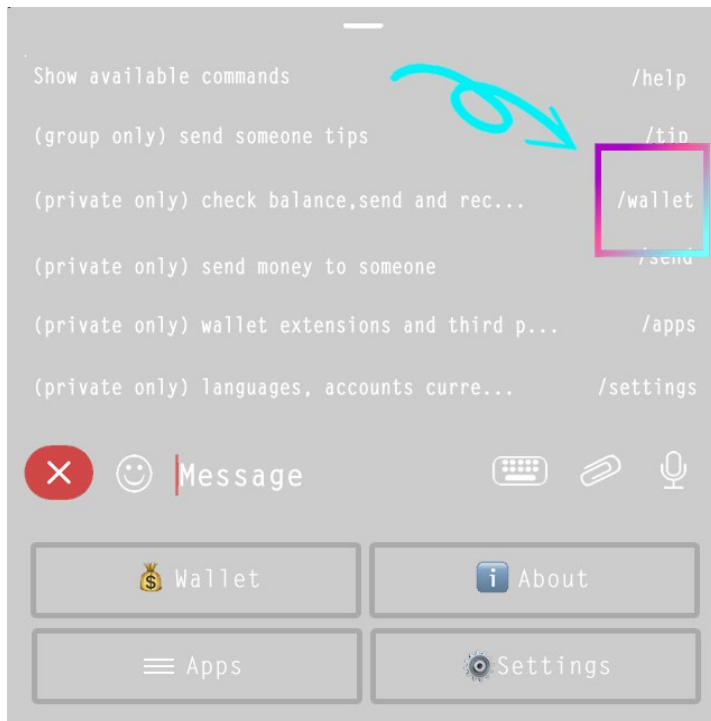 Show available commands /help
(group only) send someone tips /tip
(private only) check balance,send and rec... /wallet
(private only) send money to someone /send
(private only) wallet extensions and third p... /apps
(private only) languages, accounts curre... /settings
Message
Wallet
About
Apps
Settings